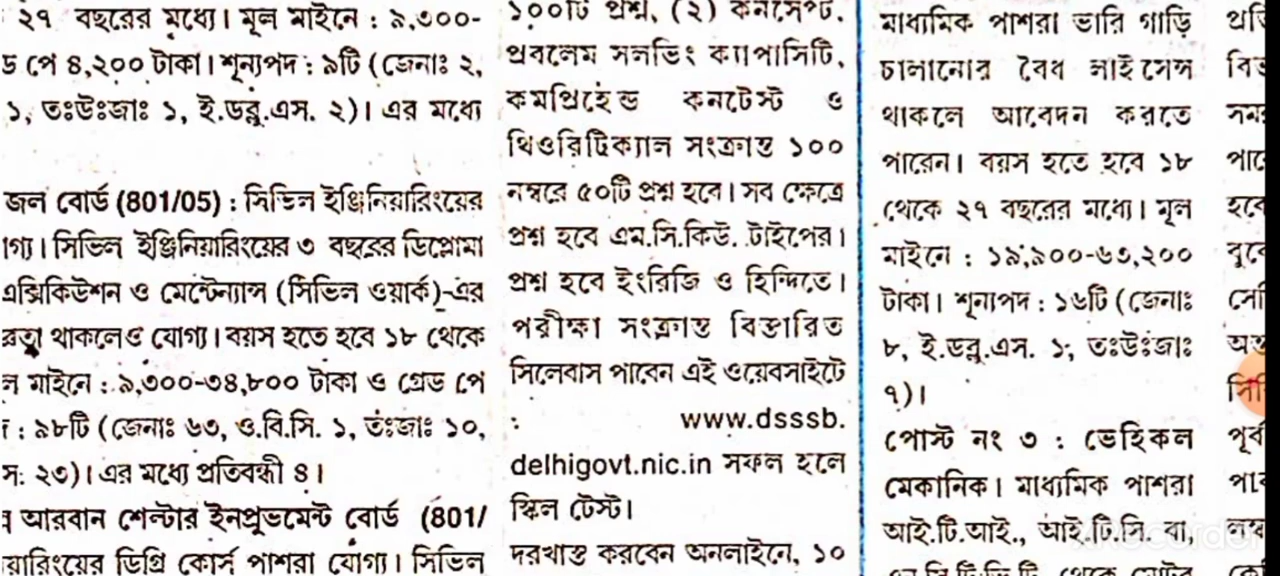 ২৭ বছরের মধ্যে। মূল মাইনে : ৯,৩০০-
ড পে ৪,২০০ টাকা। শূন্যপদ : ৯টি (জেনাঃ ২,
১, তঃউঃজাঃ ১, ই.ডব্লু.এস. ২)। এর মধ্যে
জল বোর্ড (801/05) : সিভিল ইঞ্জিনিয়ারিংয়ের
গ্য। সিভিল ইঞ্জিনিয়ারিংয়ের ৩ বছরের ডিপ্লোমা
এক্সিকিউশন ও মেন্টেন্যান্স (সিভিল ওয়ার্ক)-এর
থাকলেও যোগ্য। বয়স হতে হবে ১৮ থেকে
ল মাইনে : ৯,৩০০-৩৪,৮০০ টাকা ও গ্রেড পে
: ৯৮টি (জেনাঃ ৬৩, ও.বি.সি. ১, তঃজাঃ ১০,
স: ২৩)। এর মধ্যে প্রতিবন্ধী ৪।
আরবান শেল্টার ইনপ্রুভমেন্ট বোর্ড (801/
য়ারিংয়ের ডিগ্রি কোর্স পাশরা যোগ্য। সিভিল
১০০টি প্রশ্ন, (২) কনসেপ্ট,
প্রবলেম সলভিং ক্যাপাসিটি,
কমপ্রিহেন্ড কনটেস্ট ও
থিওরিটিক্যাল সংক্রান্ত ১০০
নম্বরে ৫০টি প্রশ্ন হবে। সব ক্ষেত্রে
প্রশ্ন হবে এম.সি.কিউ. টাইপের।
প্রশ্ন হবে ইংরিজি ও হিন্দিতে।
পরীক্ষা সংক্রান্ত বিস্তারিত
সিলেবাস পাবেন এই ওয়েবসাইটে
: www.dsssb.
delhigovt.nic.in সফল হলে
স্কিল টেস্ট।
দরখাস্ত করবেন অনলাইনে, ১০
মাধ্যমিক পাশরা ভারি গাড়ি
চালানোর বৈধ লাইসেন্স
থাকলে আবেদন করতে
পারেন। বয়স হতে হবে ১৮
থেকে ২৭ বছরের মধ্যে। মূল
মাইনে : ১৯,৯০০-৬৩,২০০
টাকা। শূন্যপদ : ১৬টি (জেনাঃ
৮, ই.ডব্লু.এস. ১, তঃউঃজাঃ
৭)।
পোস্ট নং ৩ : ভেহিকল
মেকানিক। মাধ্যমিক পাশরা
আই.টি.আই., আই.টি.সি. বা,